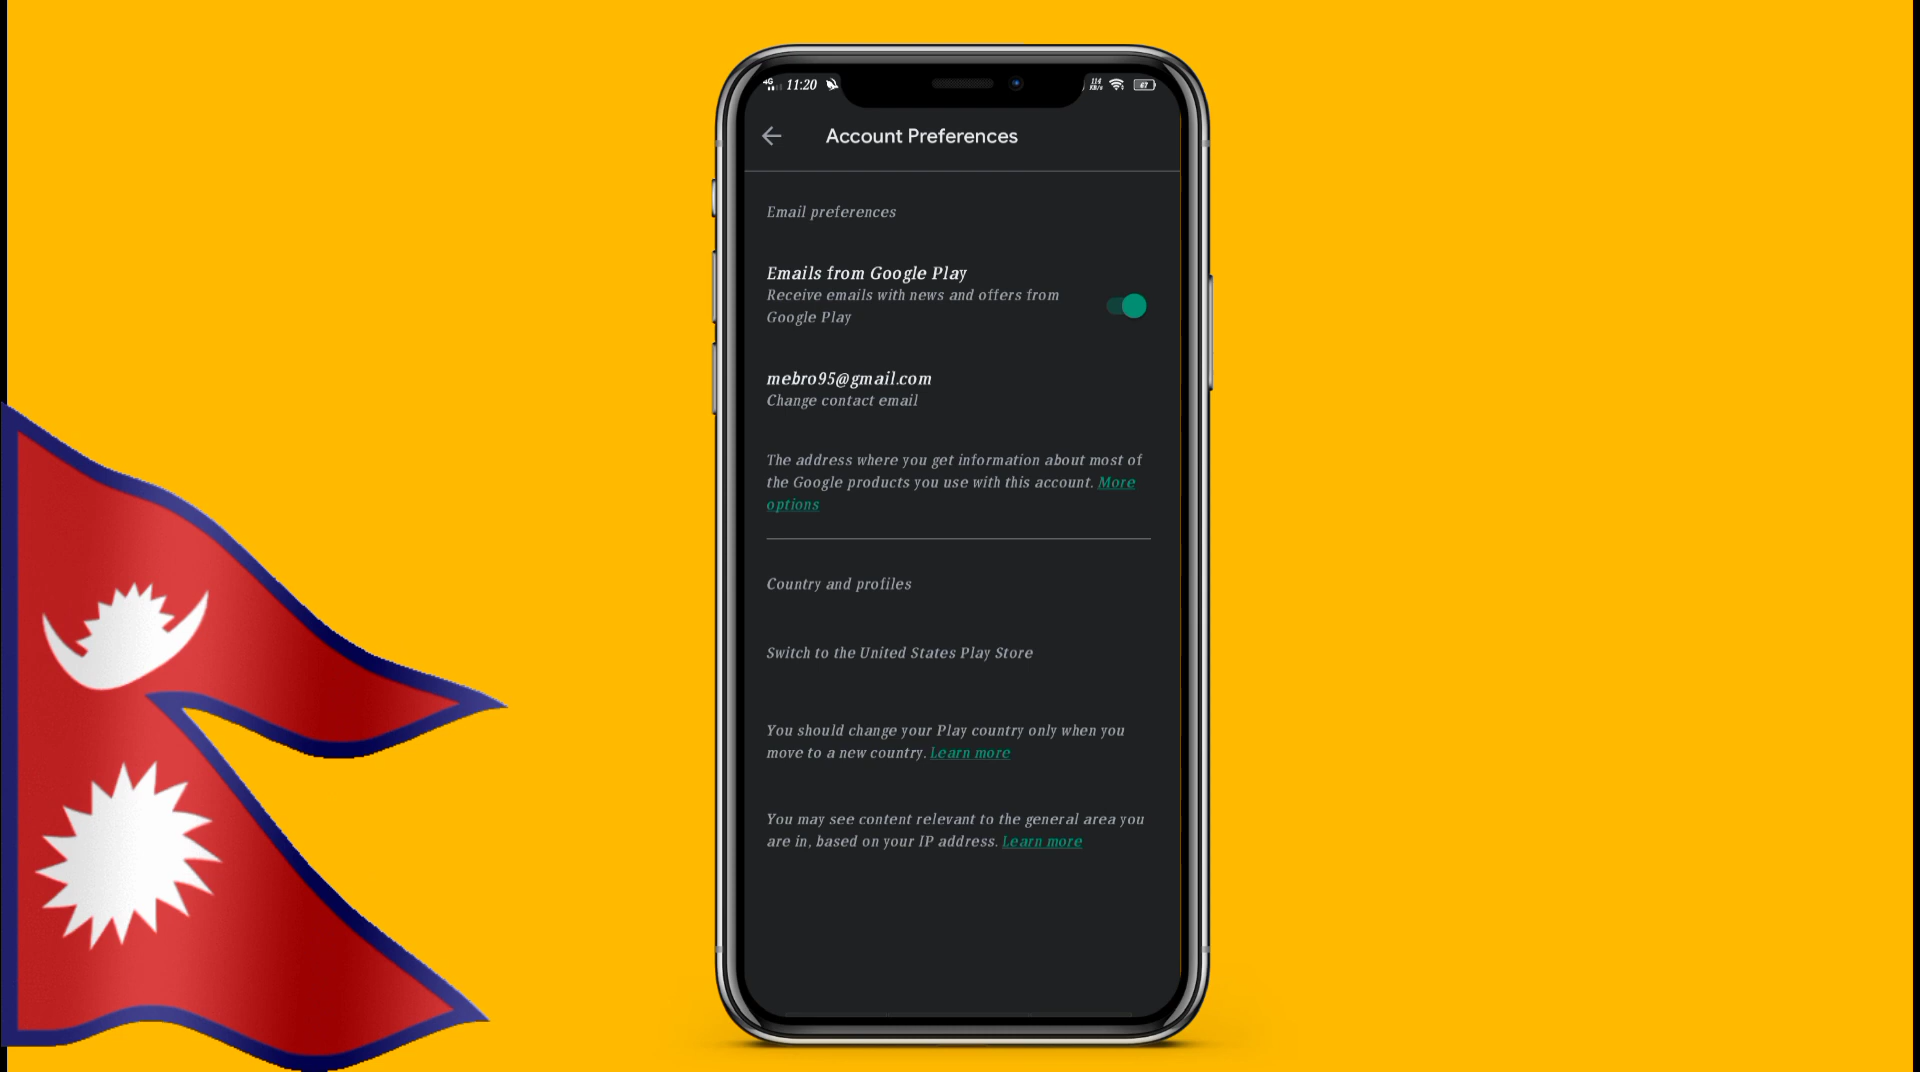 4G 11:20 114 KB/s 67
Account Preferences
Email preferences
Emails from Google Play
Receive emails with news and offers from
Google Play
mebro95@gmail.com
Change contact email
The address where you get information about most of
the Google products you use with this account. More
options
Country and profiles
Switch to the United States Play Store
You should change your Play country only when you
move to a new country. Learn more
You may see content relevant to the general area you
are in, based on your IP address. Learn more